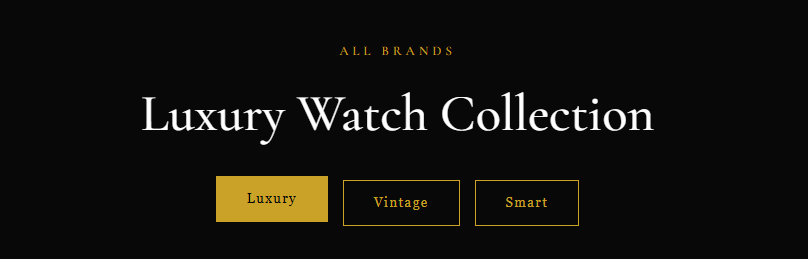 ALL BRANDS
Luxury Watch Collection
Luxury Vintage Smart